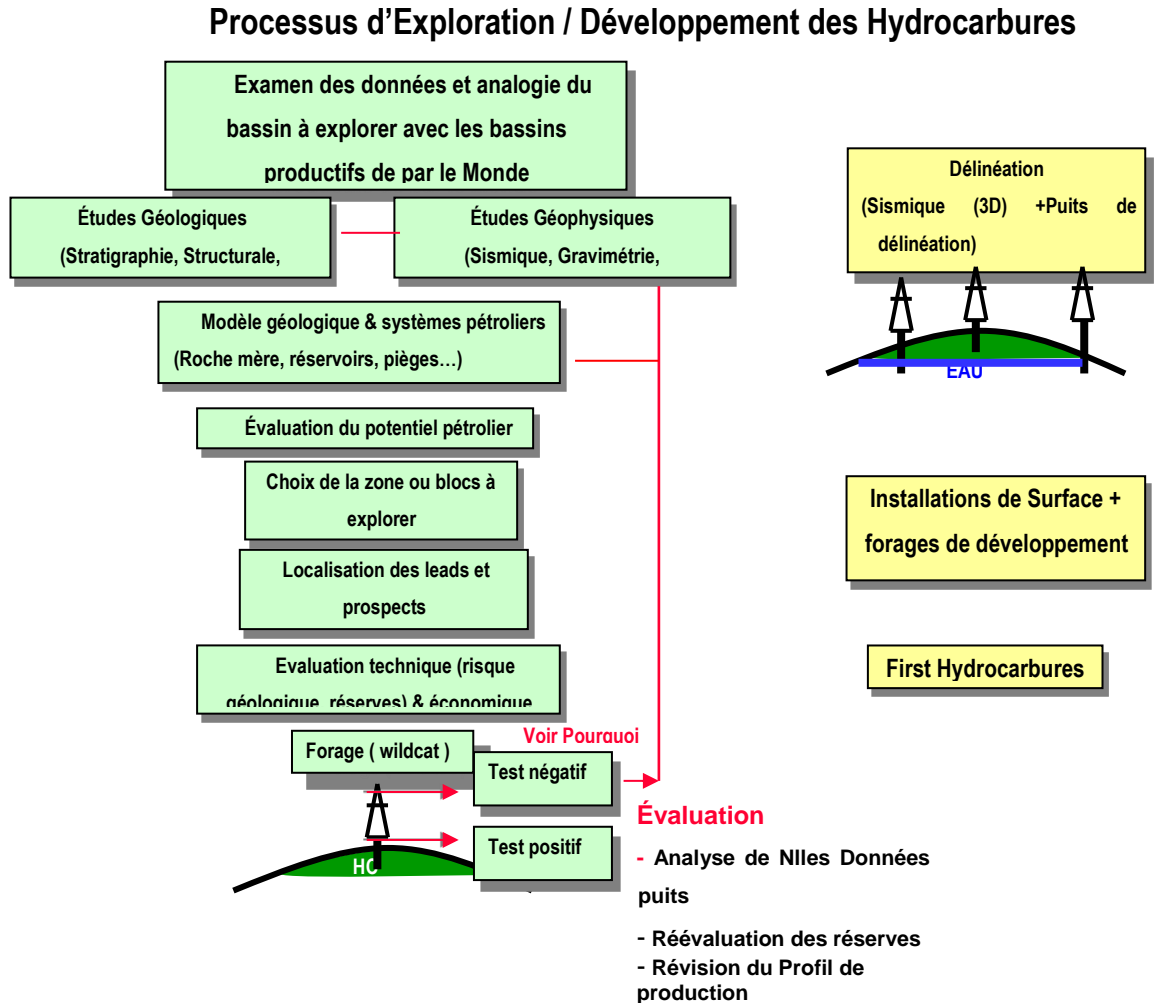 Processus d’Exploration / Développement des Hydrocarbures
Examen des données et analogie du
bassin à explorer avec les bassins
productifs de par le Monde
Études Géologiques
(Stratigraphie, Structurale,
Études Géophysiques
(Sismique, Gravimétrie,
Modèle géologique & systèmes pétroliers
(Roche mère, réservoirs, pièges…)
Évaluation du potentiel pétrolier
Choix de la zone ou blocs à
explorer
Localisation des leads et
prospects
Evaluation technique (risque
géologique, réserves) & économique
Forage ( wildcat )
Voir Pourquoi
Test négatif
Test positif
HC
Évaluation
- Analyse de Nlles Données
puits
- Réévaluation des réserves
- Révision du Profil de
production
Délinéation
(Sismique (3D) +Puits de
délinéation)
EAU
Installations de Surface +
forages de développement
First Hydrocarbures